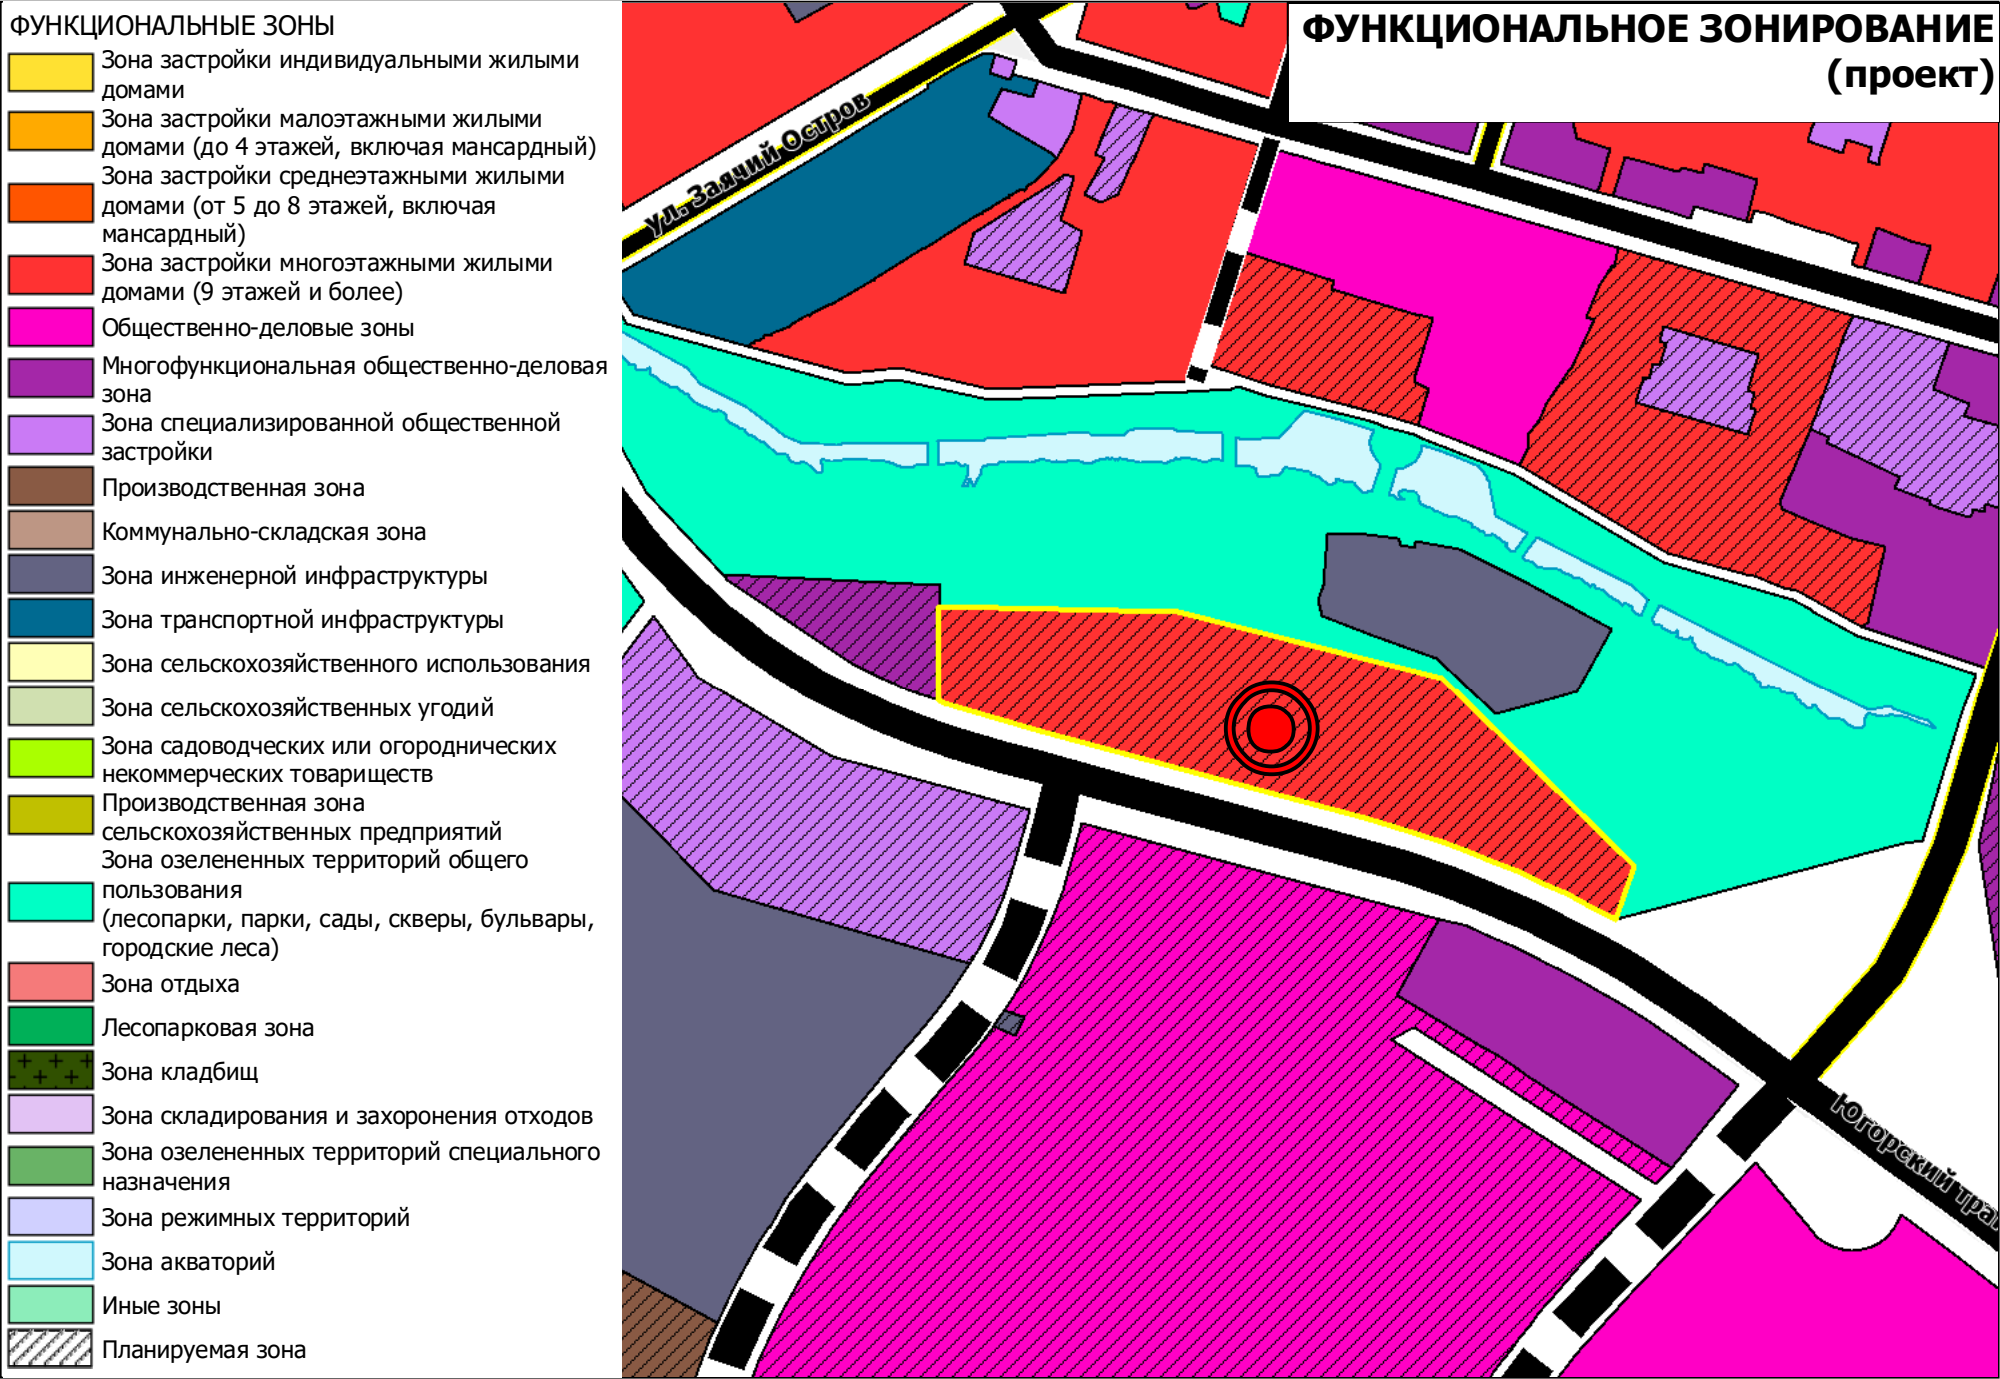 ФУНКЦИОНАЛЬНЫЕ ЗОНЫ
Зона застройки индивидуальными жилыми
домами
Зона застройки малоэтажными жилыми
домами (до 4 этажей, включая мансардный)
Зона застройки среднеэтажными жилыми
домами (от 5 до 8 этажей, включая
мансардный)
Зона застройки многоэтажными жилыми
домами (9 этажей и более)
Общественно-деловые зоны
Многофункциональная общественно-деловая
зона
Зона специализированной общественной
застройки
Производственная зона
Коммунально-складская зона
Зона инженерной инфраструктуры
Зона транспортной инфраструктуры
Зона сельскохозяйственного использования
Зона сельскохозяйственных угодий
Зона садоводческих или огороднических
некоммерческих товариществ
Производственная зона
сельскохозяйственных предприятий
Зона озелененных территорий общего
пользования
(лесопарки, парки, сады, скверы, бульвары,
городские леса)
Зона отдыха
Лесопарковая зона
Зона кладбищ
Зона складирования и захоронения отходов
Зона озелененных территорий специального
назначения
Зона режимных территорий
Зона акваторий
Иные зоны
Планируемая зона
ФУНКЦИОНАЛЬНОЕ ЗОНИРОВАНИЕ
(проект)
ул. Заячий Остров
Югорский